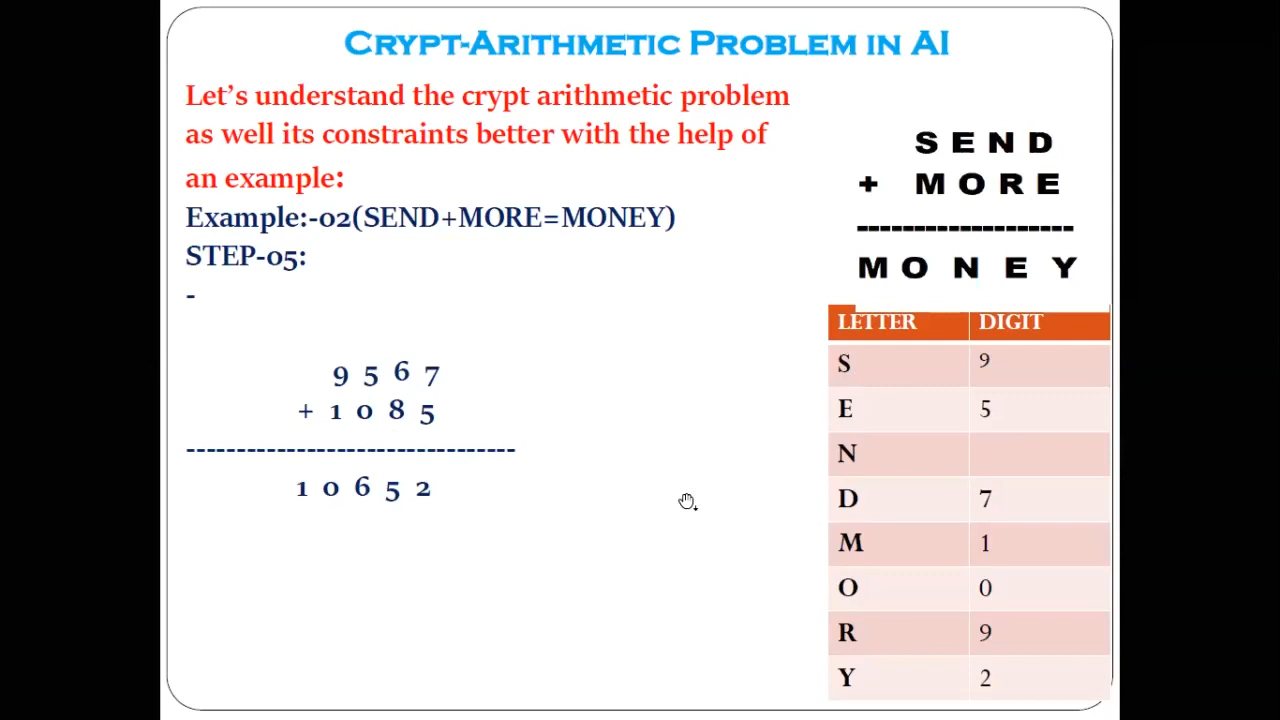 CRYPT-ARITHMETIC PROBLEM IN AI
Let's understand the crypt arithmetic problem
as well its constraints better with the help of
an example:
Example:-02(SEND+MORE=MONEY)
STEP-05:
-
9 5 6 7
+ 1 0 8 5
---------------------------------
1 0 6 5 2
S E N D
+ M O R E
-------------------
M O N E Y
LETTER DIGIT
S 9
E 5
N
D 7
M 1
O 0
R 9
Y 2